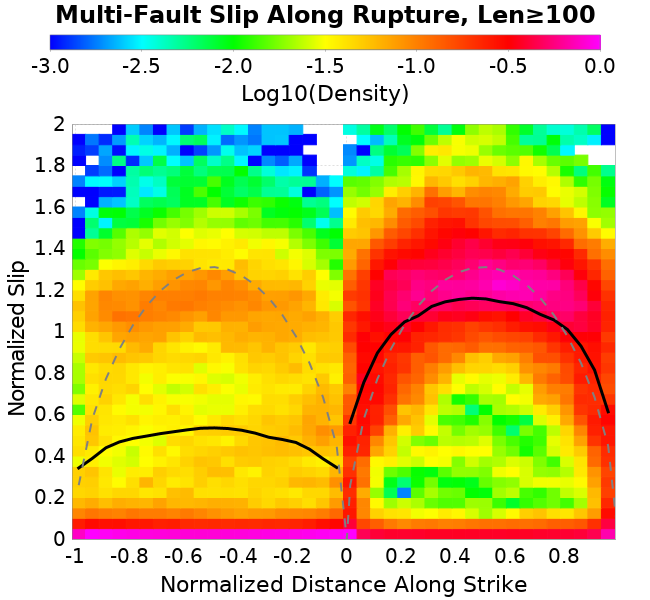 Multi-Fault Slip Along Rupture, Len≥100
-3.0 -2.5 -2.0 -1.5 -1.0 -0.5 0.0
Log10(Density)
2
1.8
1.6
1.4
1.2
1
0.8
0.6
0.4
0.2
0
Normalized Slip
-1 -0.8 -0.6 -0.4 -0.2 0 0.2 0.4 0.6 0.8
Normalized Distance Along Strike